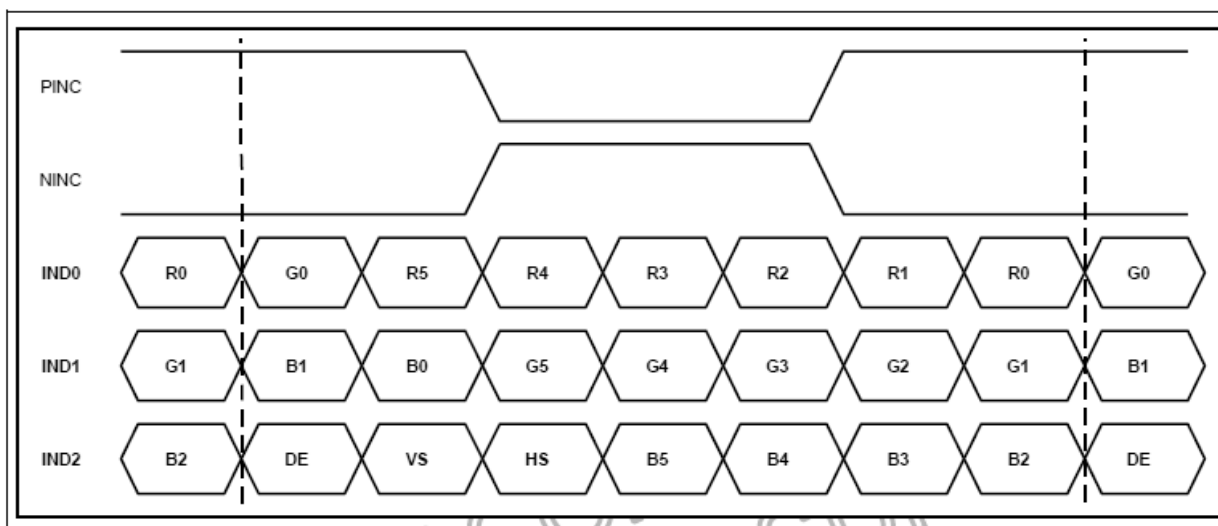 PINC
NINC
IND0 R0 G0 R5 R4 R3 R2 R1 R0 G0
IND1 G1 B1 B0 G5 G4 G3 G2 G1 B1
IND2 B2 DE VS HS B5 B4 B3 B2 DE